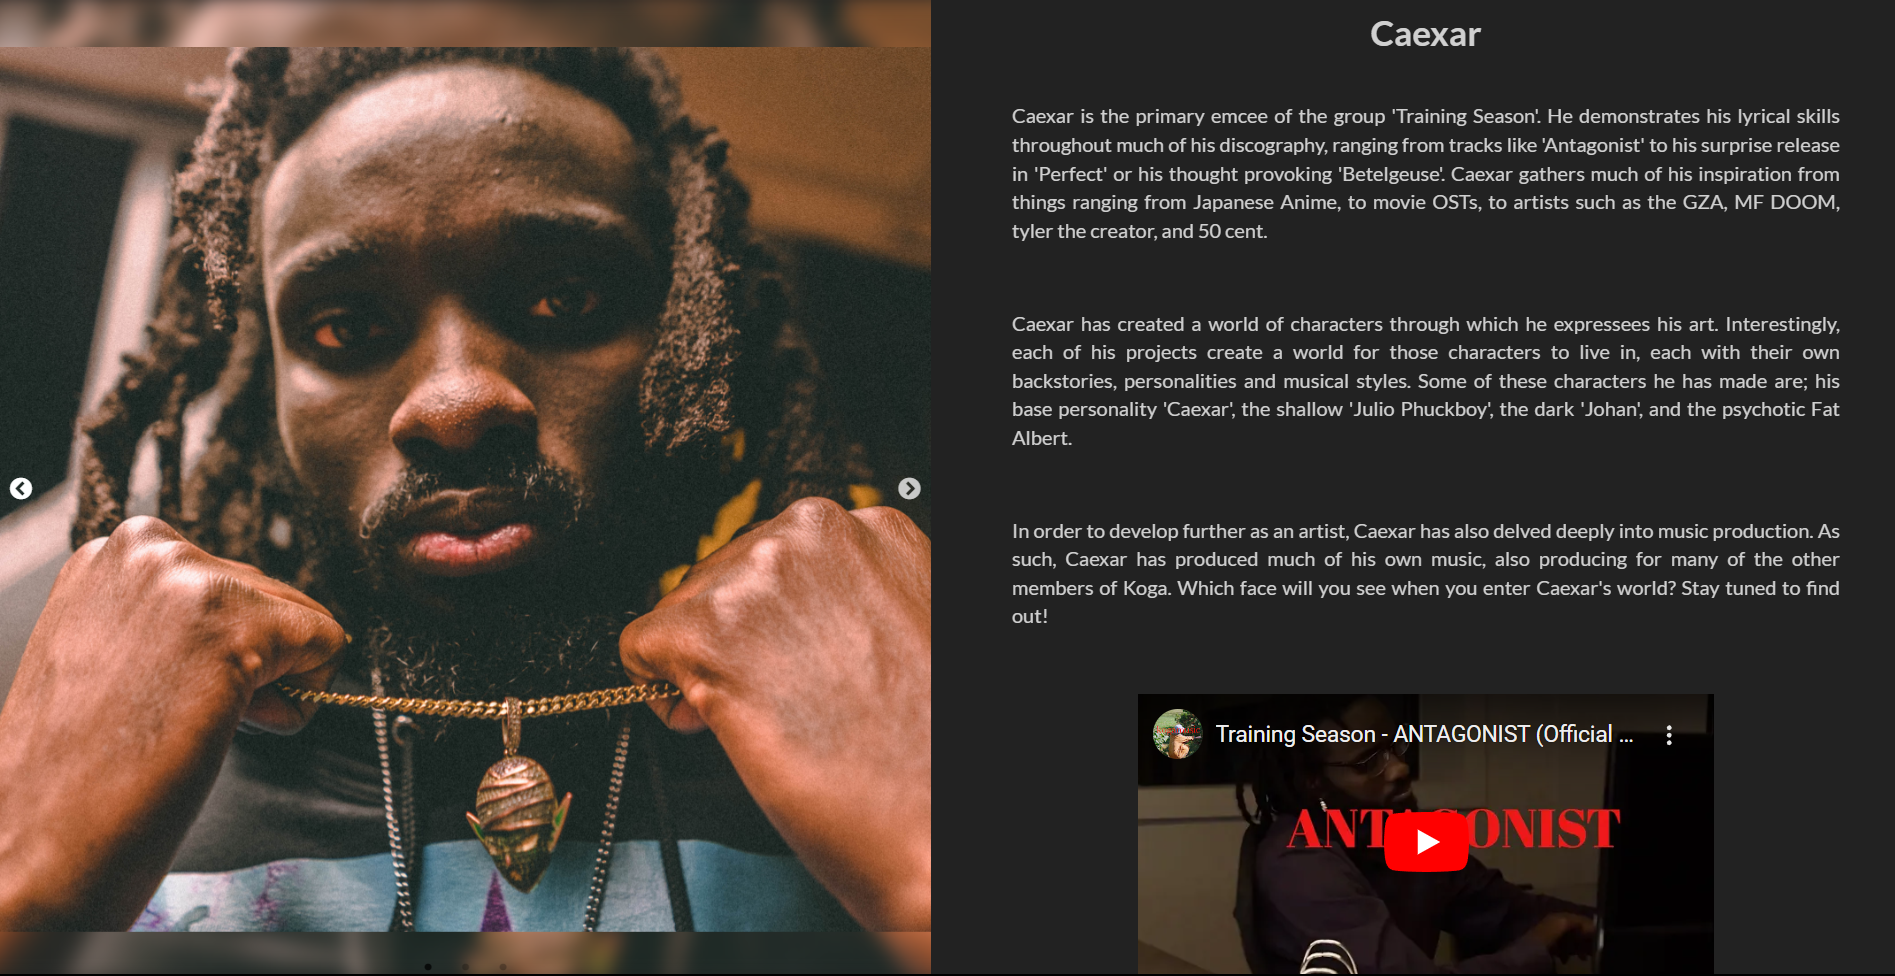 Caexar
Caexar is the primary emcee of the group 'Training Season'. He demonstrates his lyrical skills
throughout much of his discography, ranging from tracks like 'Antagonist' to his surprise release
in 'Perfect' or his thought provoking 'Betelgeuse'. Caexar gathers much of his inspiration from
things ranging from Japanese Anime, to movie OSTs, to artists such as the GZA, MF DOOM,
tyler the creator, and 50 cent.
Caexar has created a world of characters through which he expressees his art. Interestingly,
each of his projects create a world for those characters to live in, each with their own
backstories, personalities and musical styles. Some of these characters he has made are; his
base personality 'Caexar', the shallow 'Julio Phuckboy', the dark 'Johan', and the psychotic Fat
Albert.
In order to develop further as an artist, Caexar has also delved deeply into music production. As
such, Caexar has produced much of his own music, also producing for many of the other
members of Koga. Which face will you see when you enter Caexar's world? Stay tuned to find
out!
Training Season - ANTAGONIST (Official ...